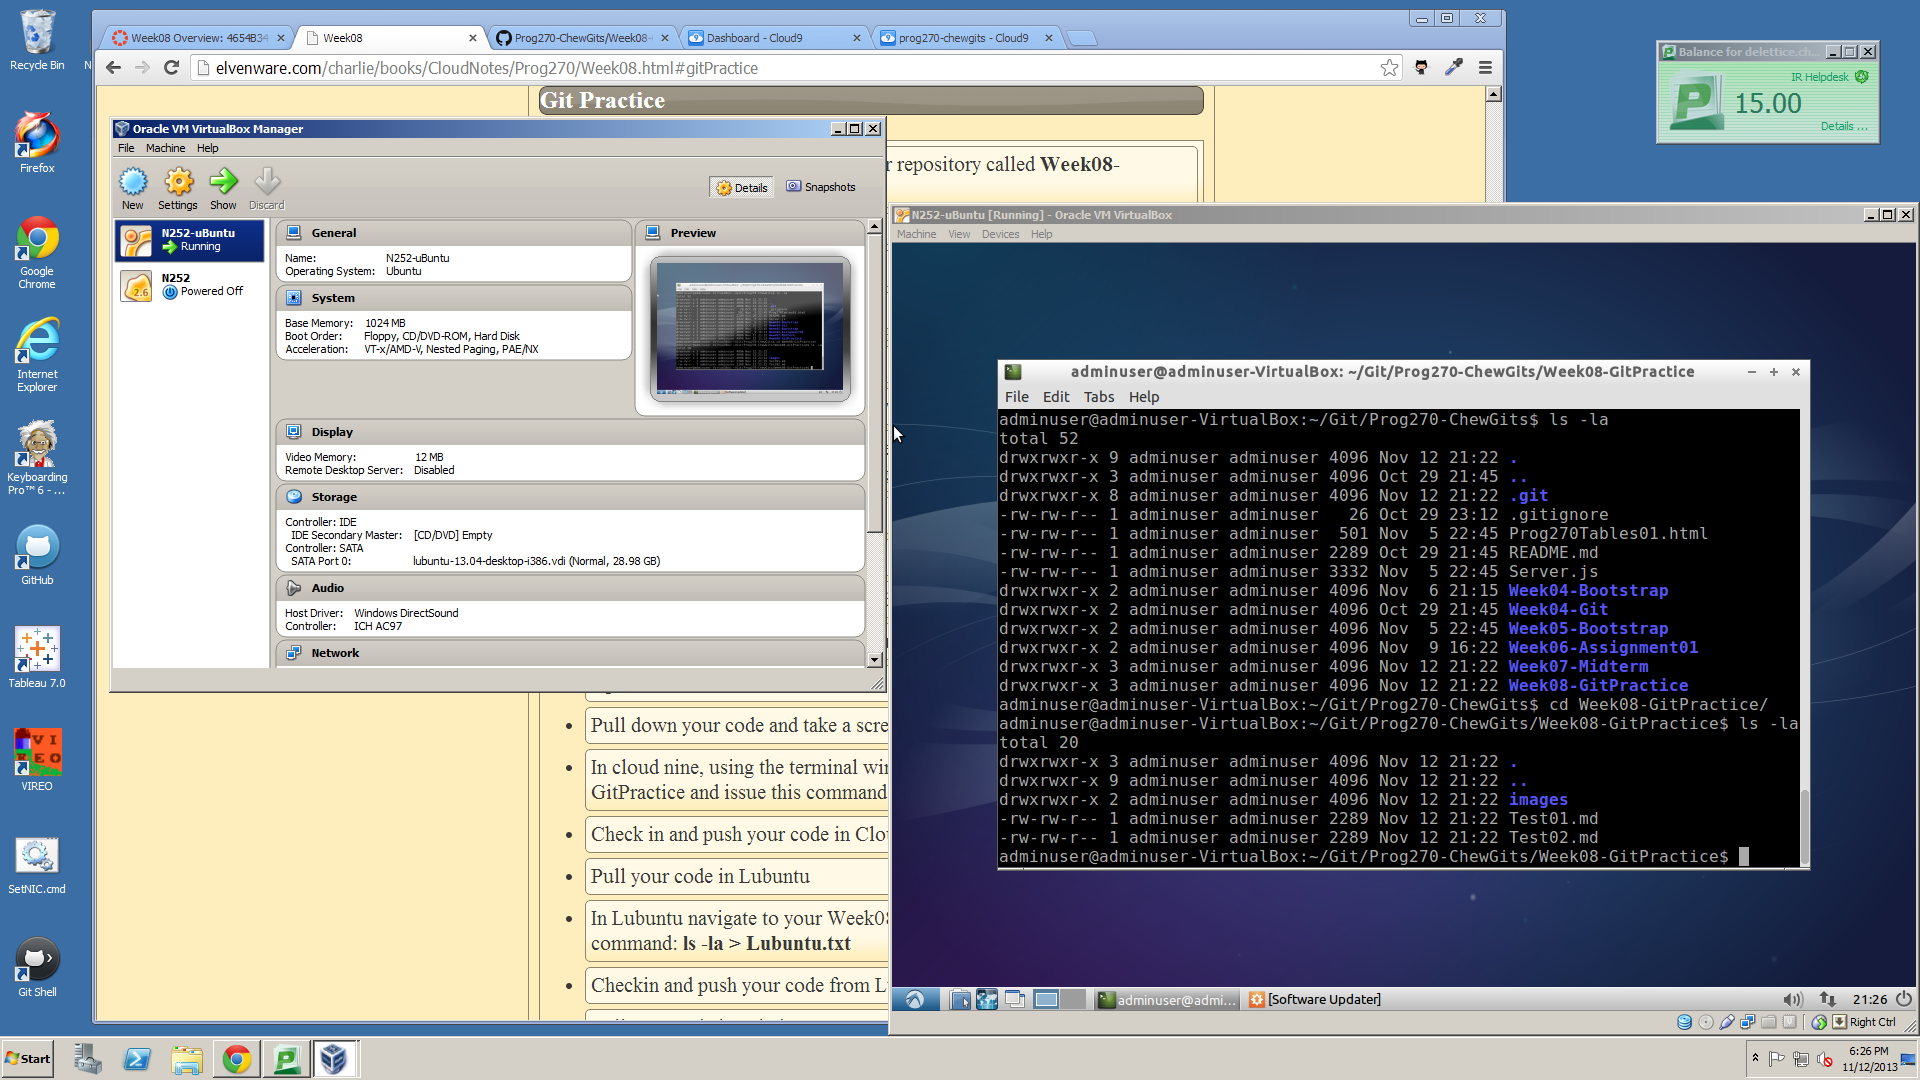 Recycle Bin
N
Firefox
Google
Chrome
Internet
Explorer
Keyboarding
Pro™ 6 - ...
GitHub
Tableau 7.0
VIREO
SetNIC.cmd
Git Shell
Week08 Overview: 4654B34
Week08
Prog270-ChewGits/Week08-
Dashboard - Cloud9
prog270-chewgits - Cloud9
elvenware.com/charlie/books/CloudNotes/Prog270/Week08.html#gitPractice
Git Practice
r repository called Week08-
Pull down your code and take a scre
In cloud nine, using the terminal win
GitPractice and issue this command
Check in and push your code in Clo
Pull your code in Lubuntu
In Lubuntu navigate to your Week08
command: ls -la > Lubuntu.txt
Checkin and push your code from L
Oracle VM VirtualBox Manager
File Machine Help
New Settings Show Discard
Details Snapshots
N252-uBuntu
Running
N252
Powered Off
2.6
General
Name: N252-uBuntu
Operating System: Ubuntu
Preview
System
Base Memory: 1024 MB
Boot Order: Floppy, CD/DVD-ROM, Hard Disk
Acceleration: VT-x/AMD-V, Nested Paging, PAE/NX
Display
Video Memory: 12 MB
Remote Desktop Server: Disabled
Storage
Controller: IDE
IDE Secondary Master: [CD/DVD] Empty
Controller: SATA
SATA Port 0: lubuntu-13.04-desktop-i386.vdi (Normal, 28.98 GB)
Audio
Host Driver: Windows DirectSound
Controller: ICH AC97
Network
Balance for delettice.ch...
IR Helpdesk
15.00
Details ...
N252-uBuntu [Running] - Oracle VM VirtualBox
Machine View Devices Help
adminuser@adminuser-VirtualBox: ~/Git/Prog270-ChewGits/Week08-GitPractice
File Edit Tabs Help
adminuser@adminuser-VirtualBox:~/Git/Prog270-ChewGits$ ls -la
total 52
drwxrwxr-x 9 adminuser adminuser 4096 Nov 12 21:22 .
drwxrwxr-x 3 adminuser adminuser 4096 Oct 29 21:45 ..
drwxrwxr-x 8 adminuser adminuser 4096 Nov 12 21:22 .git
-rw-rw-r-- 1 adminuser adminuser   26 Oct 29 23:12 .gitignore
-rw-rw-r-- 1 adminuser adminuser  501 Nov  5 22:45 Prog270Tables01.html
-rw-rw-r-- 1 adminuser adminuser 2289 Oct 29 21:45 README.md
-rw-rw-r-- 1 adminuser adminuser 3332 Nov  5 22:45 Server.js
drwxrwxr-x 2 adminuser adminuser 4096 Nov  6 21:15 Week04-Bootstrap
drwxrwxr-x 2 adminuser adminuser 4096 Oct 29 21:45 Week04-Git
drwxrwxr-x 2 adminuser adminuser 4096 Nov  5 22:45 Week05-Bootstrap
drwxrwxr-x 2 adminuser adminuser 4096 Nov  9 16:22 Week06-Assignment01
drwxrwxr-x 3 adminuser adminuser 4096 Nov 12 21:22 Week07-Midterm
drwxrwxr-x 3 adminuser adminuser 4096 Nov 12 21:22 Week08-GitPractice
adminuser@adminuser-VirtualBox:~/Git/Prog270-ChewGits$ cd Week08-GitPractice/
adminuser@adminuser-VirtualBox:~/Git/Prog270-ChewGits/Week08-GitPractice$ ls -la
total 20
drwxrwxr-x 3 adminuser adminuser 4096 Nov 12 21:22 .
drwxrwxr-x 9 adminuser adminuser 4096 Nov 12 21:22 ..
drwxrwxr-x 2 adminuser adminuser 4096 Nov 12 21:22 images
-rw-rw-r-- 1 adminuser adminuser 2289 Nov 12 21:22 Test01.md
-rw-rw-r-- 1 adminuser adminuser 2289 Nov 12 21:22 Test02.md
adminuser@adminuser-VirtualBox:~/Git/Prog270-ChewGits/Week08-GitPractice$
adminuser@admi... [Software Updater] 21:26
Right Ctrl
Start
6:26 PM
11/12/2013